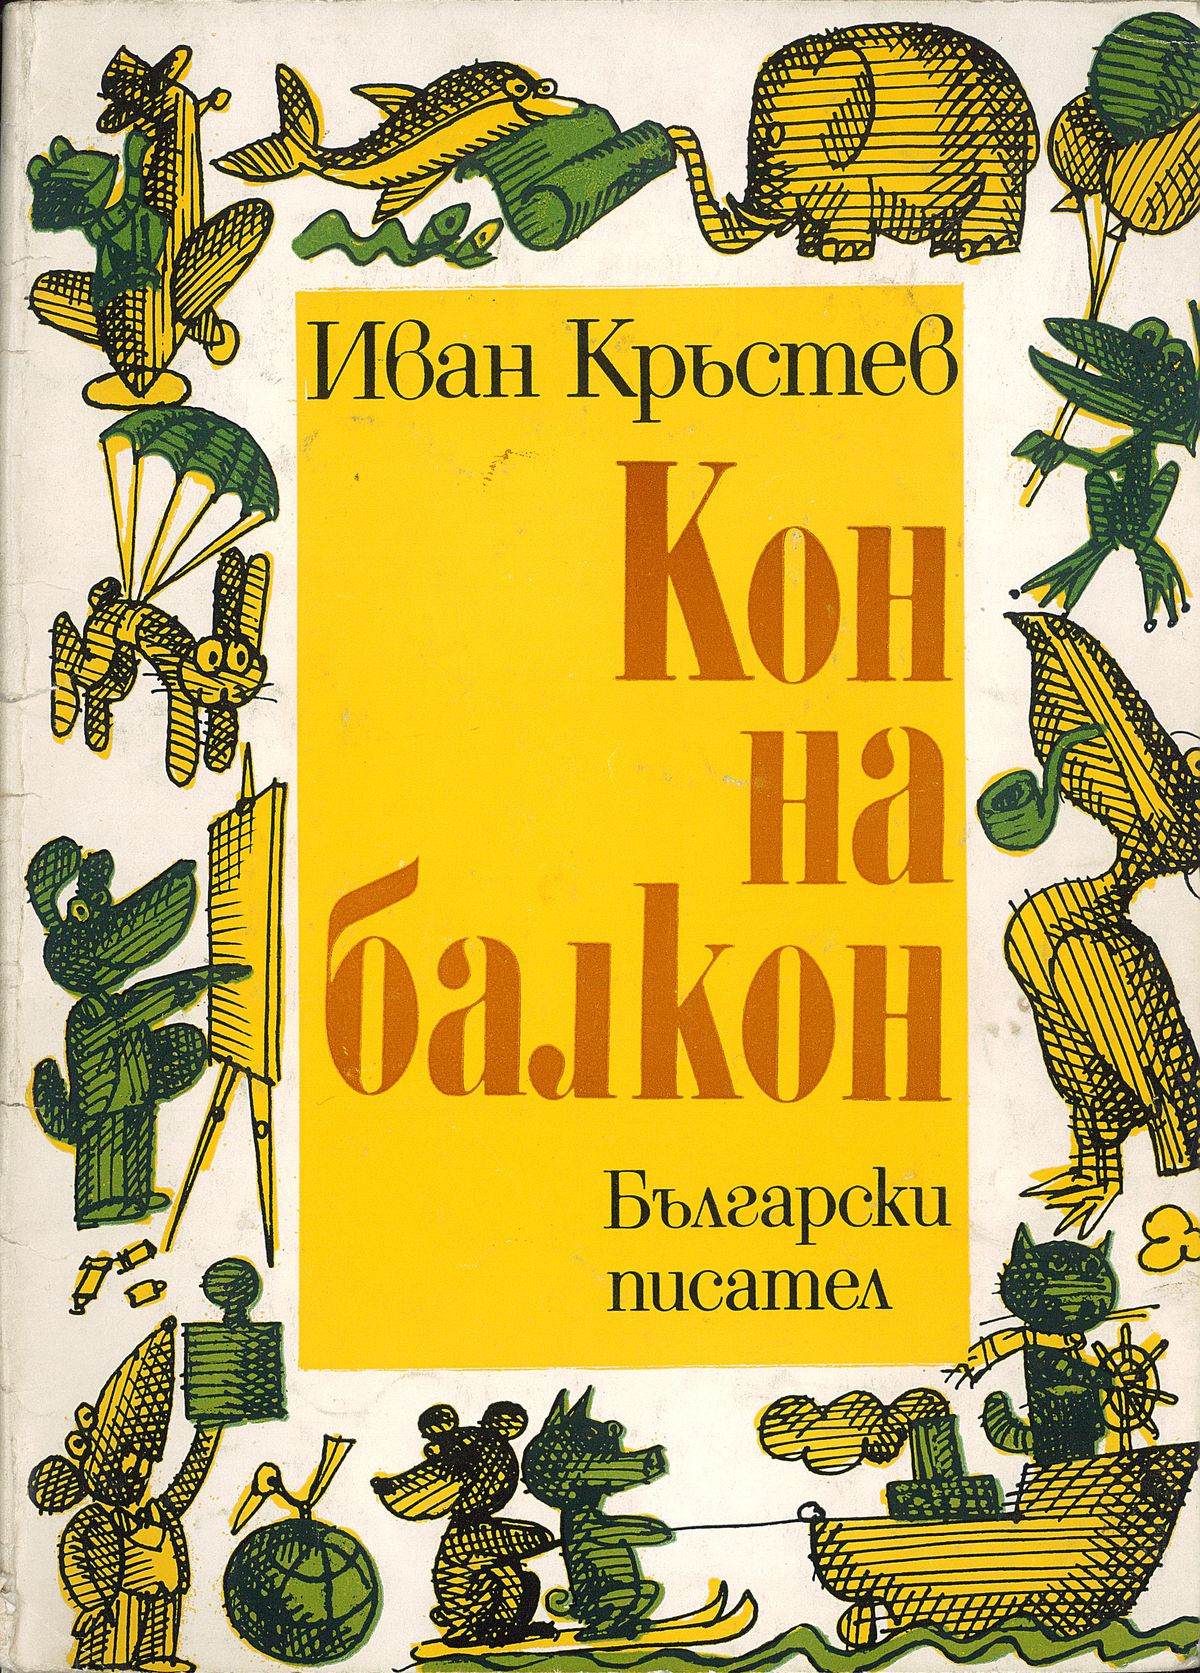 Иван Кръстев
Кон
на
балкон
Български
писател